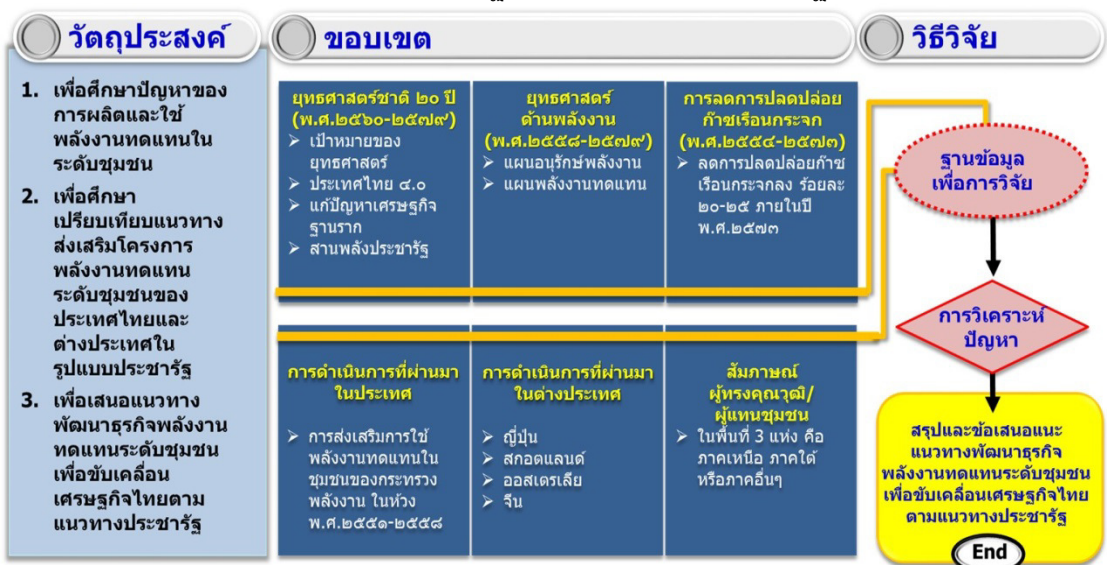 วัตถุประสงค์
1. เพื่อศึกษาปัญหาของ
การผลิตและใช้
พลังงานทดแทนใน
ระดับชุมชน
2. เพื่อศึกษา
เปรียบเทียบแนวทาง
ส่งเสริมโครงการ
พลังงานทดแทน
ระดับชุมชนของ
ประเทศไทยและ
ต่างประเทศใน
รูปแบบประชารัฐ
3. เพื่อเสนอแนวทาง
พัฒนาธุรกิจพลังงาน
ทดแทนระดับชุมชน
เพื่อขับเคลื่อน
เศรษฐกิจไทยตาม
แนวทางประชารัฐ
ขอบเขต
ยุทธศาสตร์ชาติ ๒๐ ปี
(พ.ศ.๒๕๖๐-๒๕๗๙)
➢ เป้าหมายของ
ยุทธศาสตร์
➢ ประเทศไทย ๔.๐
➢ แก้ปัญหาเศรษฐกิจ
ฐานราก
➢ สานพลังประชารัฐ
ยุทธศาสตร์
ด้านพลังงาน
(พ.ศ.๒๕๕๘-๒๕๗๙)
➢ แผนอนุรักษ์พลังงาน
➢ แผนพลังงานทดแทน
การลดการปลดปล่อย
ก๊าซเรือนกระจก
(พ.ศ.๒๕๕๔-๒๕๗๓)
➢ ลดการปลดปล่อยก๊าซ
เรือนกระจกลง ร้อยละ
๒๐-๒๕ ภายในปี
พ.ศ.๒๕๗๓
การดำเนินการที่ผ่านมา
ในประเทศ
➢ การส่งเสริมการใช้
พลังงานทดแทนใน
ชุมชนของกระทรวง
พลังงาน ในห้วง
พ.ศ.๒๕๕๑-๒๕๕๘
การดำเนินการที่ผ่านมา
ในต่างประเทศ
➢ ญี่ปุ่น
➢ สกอตแลนด์
➢ ออสเตรเลีย
➢ จีน
สัมภาษณ์
ผู้ทรงคุณวุฒิ/
ผู้แทนชุมชน
➢ ในพื้นที่ 3 แห่ง คือ
ภาคเหนือ ภาคใต้
หรือภาคอื่นๆ
วิธีวิจัย
ฐานข้อมูล
เพื่อการวิจัย
การวิเคราะห์
ปัญหา
สรุปและข้อเสนอแนะ
แนวทางพัฒนาธุรกิจ
พลังงานทดแทนระดับชุมชน
เพื่อขับเคลื่อนเศรษฐกิจไทย
ตามแนวทางประชารัฐ
End